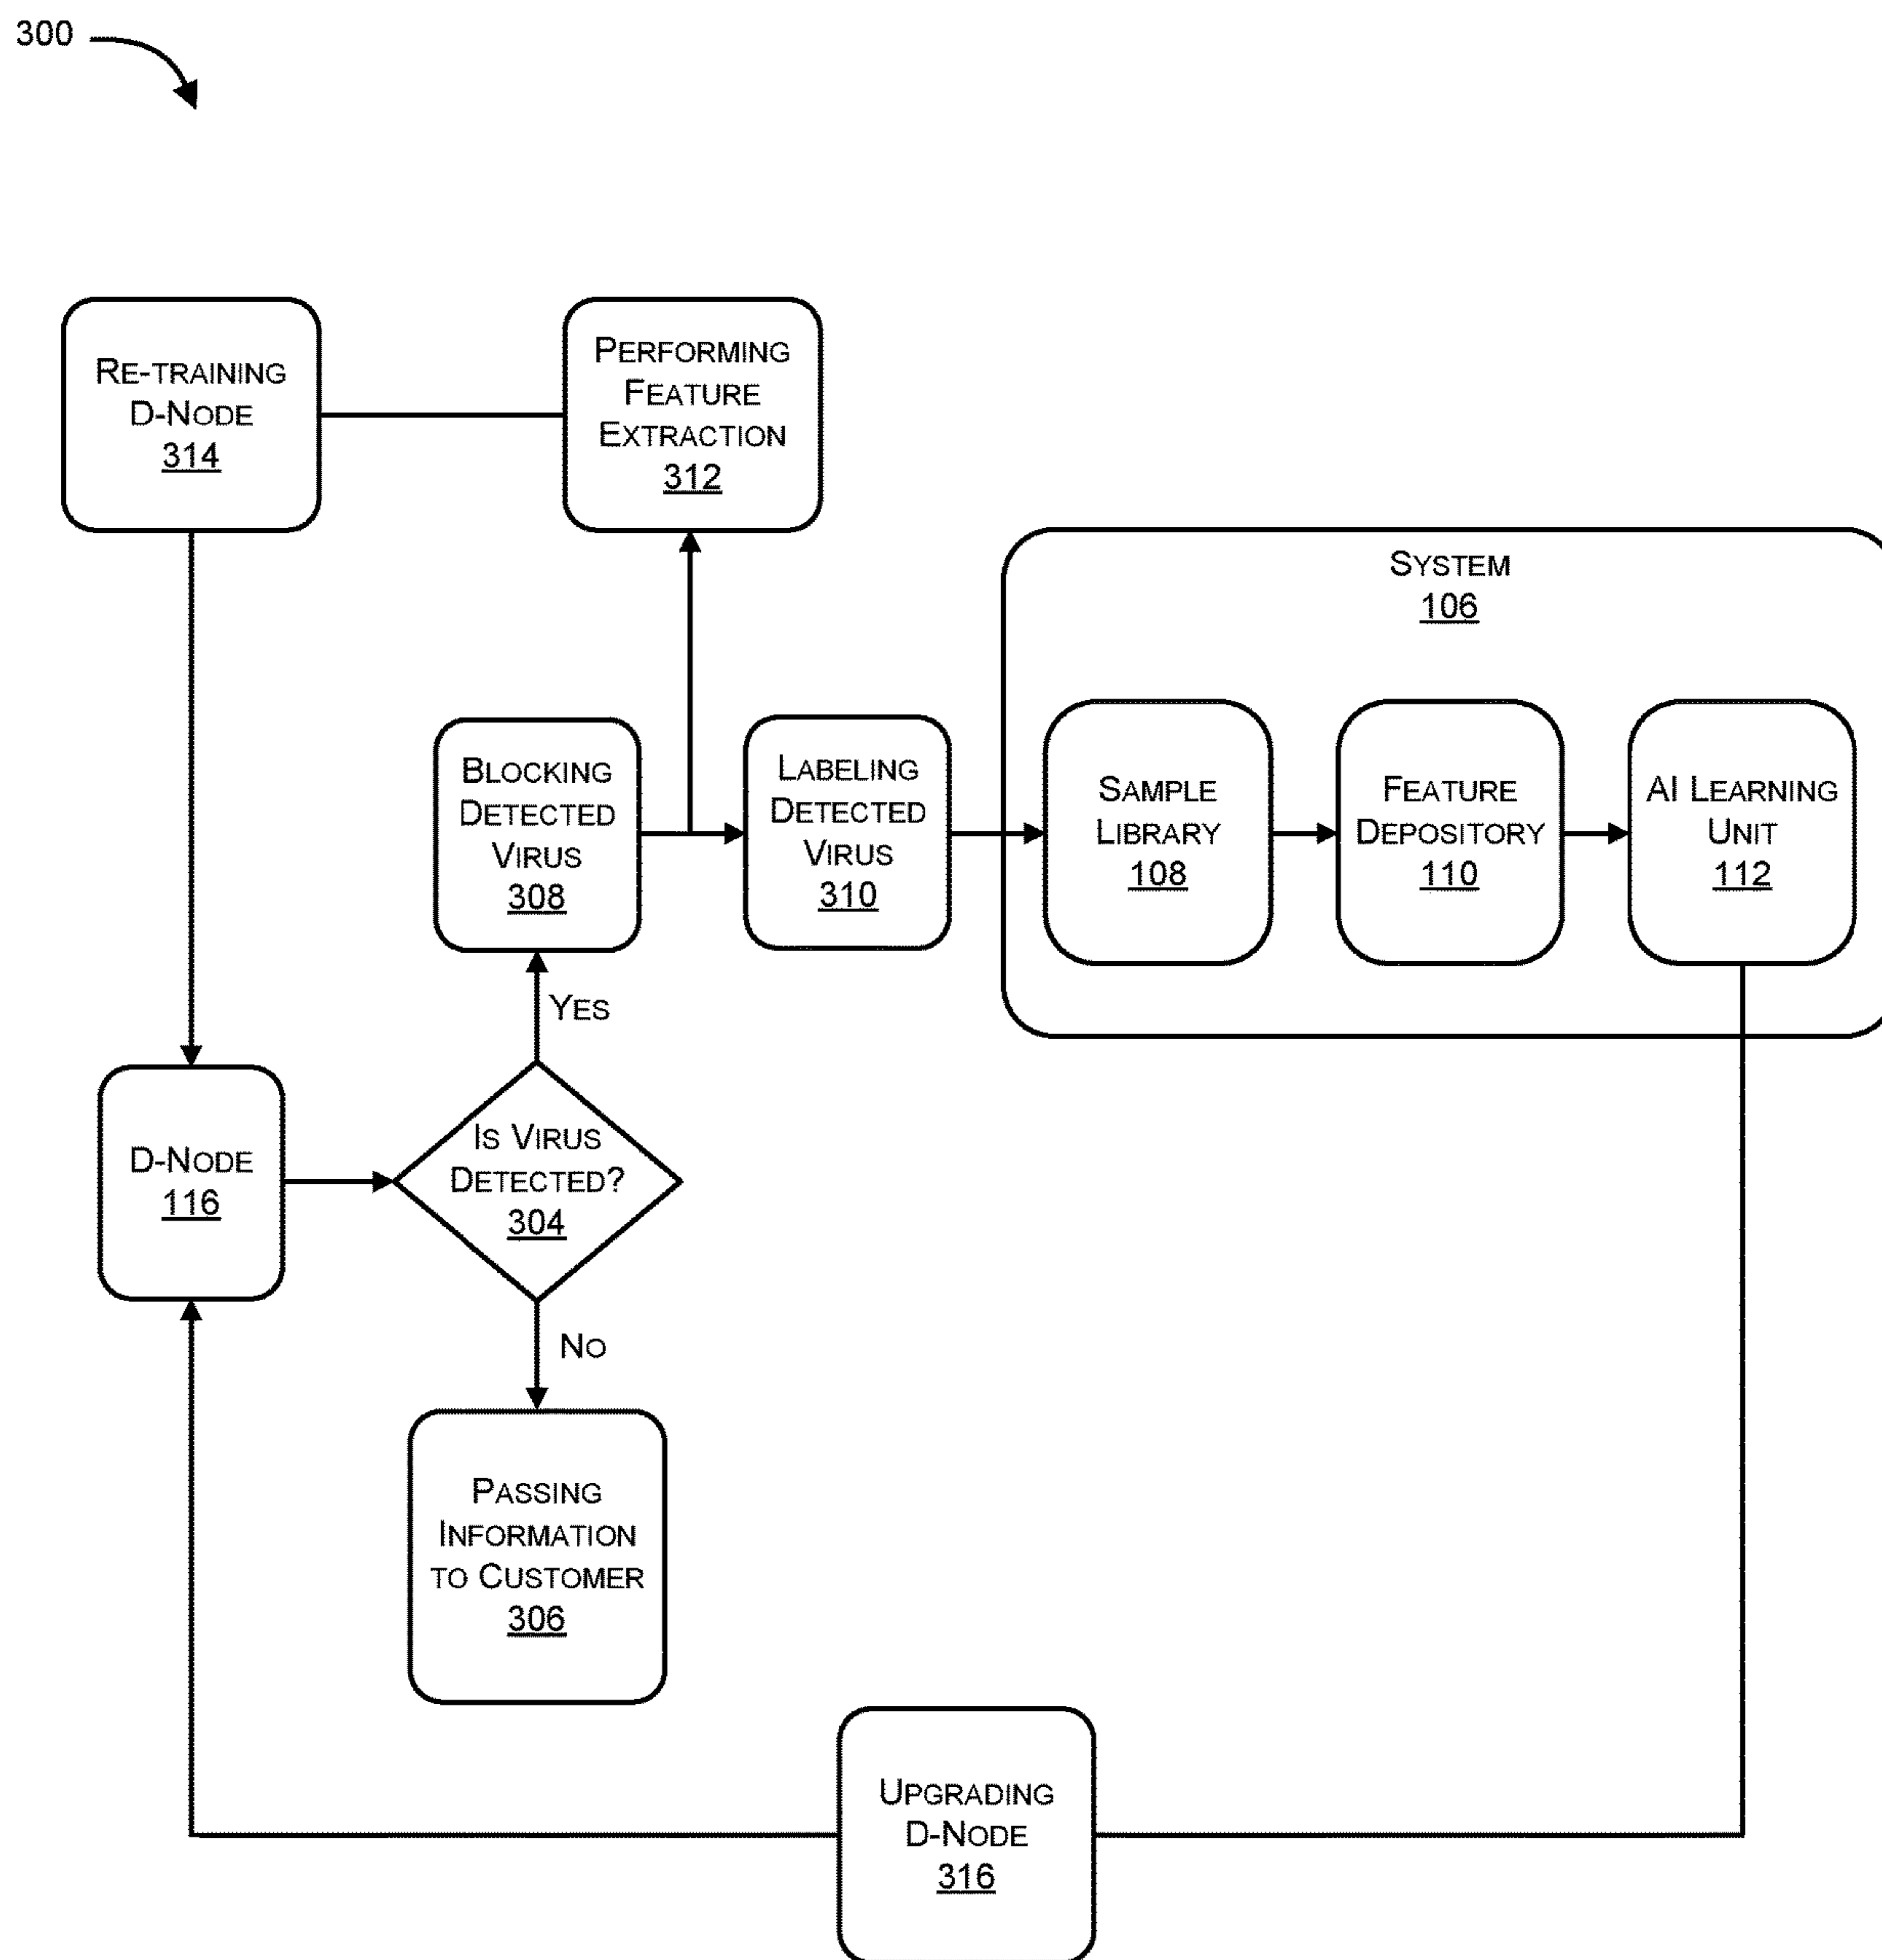 300
RE-TRAINING
D-NODE
314
PERFORMING
FEATURE
EXTRACTION
312
SYSTEM
106
BLOCKING
DETECTED
VIRUS
308
LABELING
DETECTED
VIRUS
310
SAMPLE
LIBRARY
108
FEATURE
DEPOSITORY
110
AI LEARNING
UNIT
112
YES
D-NODE
116
IS VIRUS
DETECTED?
304
NO
PASSING
INFORMATION
TO CUSTOMER
306
UPGRADING
D-NODE
316